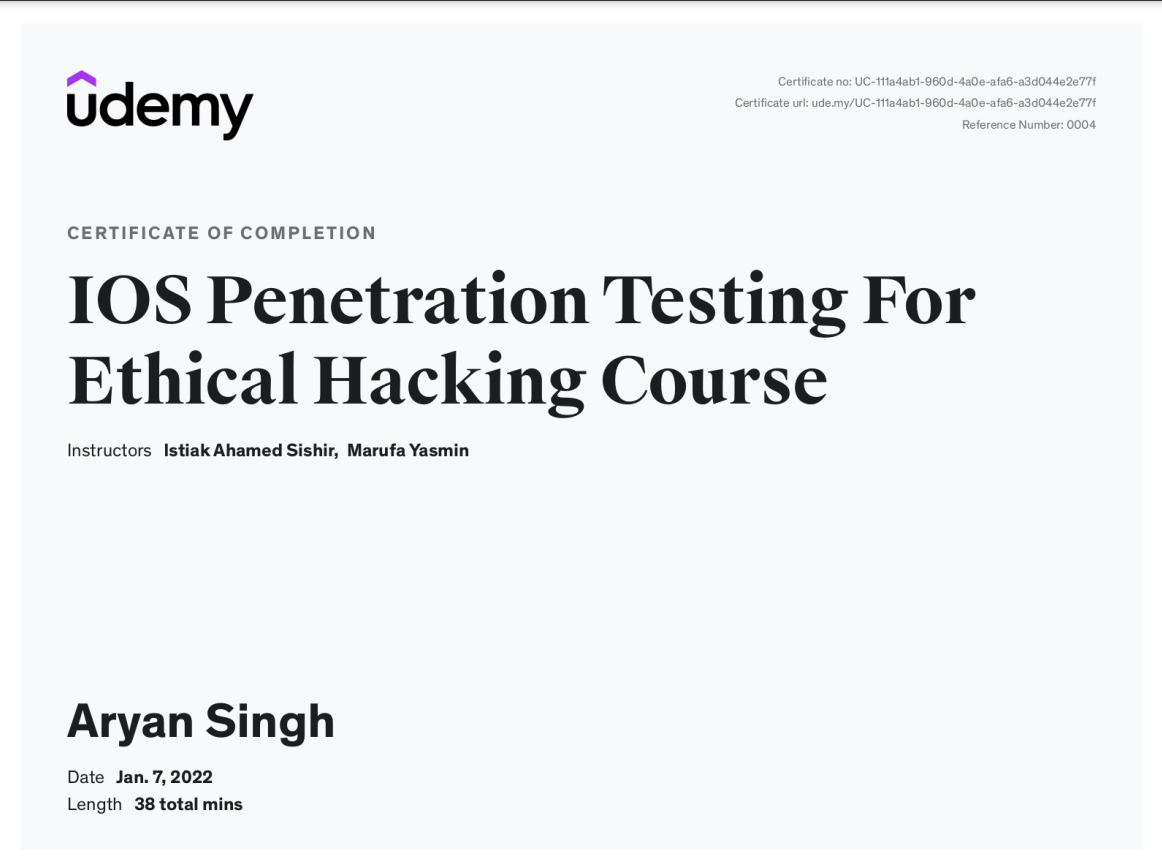 udemy
Certificate no: UC-111a4ab1-960d-4a0e-afa6-a3d044e2e77f
Certificate url: ude.my/UC-111a4ab1-960d-4a0e-afa6-a3d044e2e77f
Reference Number: 0004
CERTIFICATE OF COMPLETION
IOS Penetration Testing For
Ethical Hacking Course
Instructors Istiak Ahamed Sishir, Marufa Yasmin
Aryan Singh
Date Jan. 7, 2022
Length 38 total mins